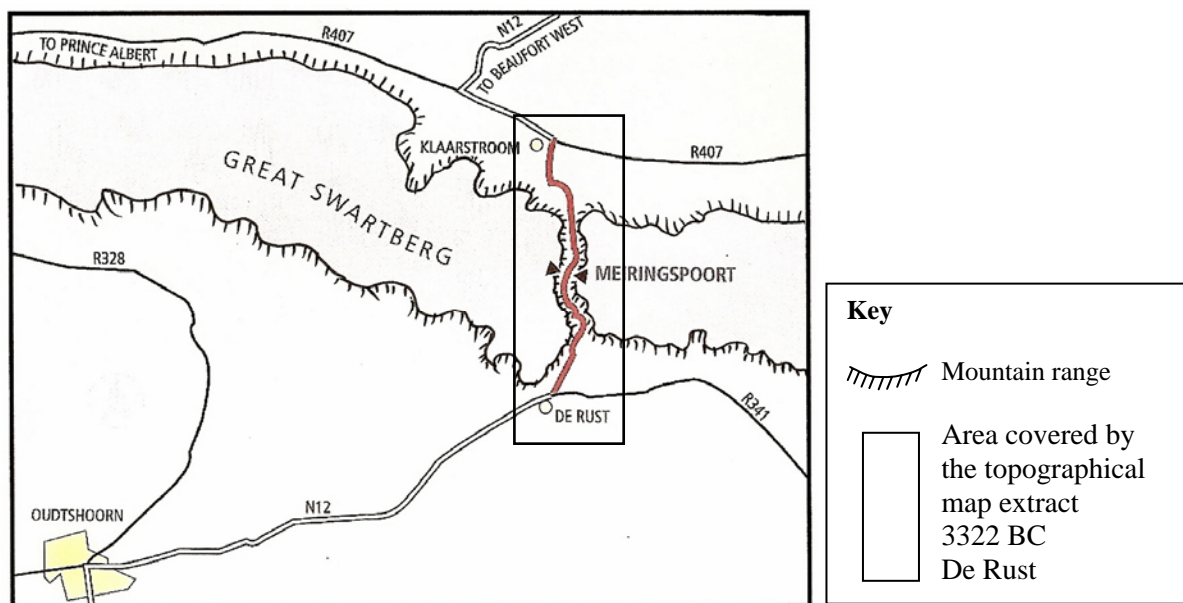 N12
R407
TO PRINCE ALBERT
TO BEAUFORT WEST
KLAARSTROOM
R407
GREAT SWARTBERG
R328
MEIRINGSPOORT
DE RUST
R341
N12
OUDTSHOORN
Key
Mountain range
Area covered by
the topographical
map extract
3322 BC
De Rust